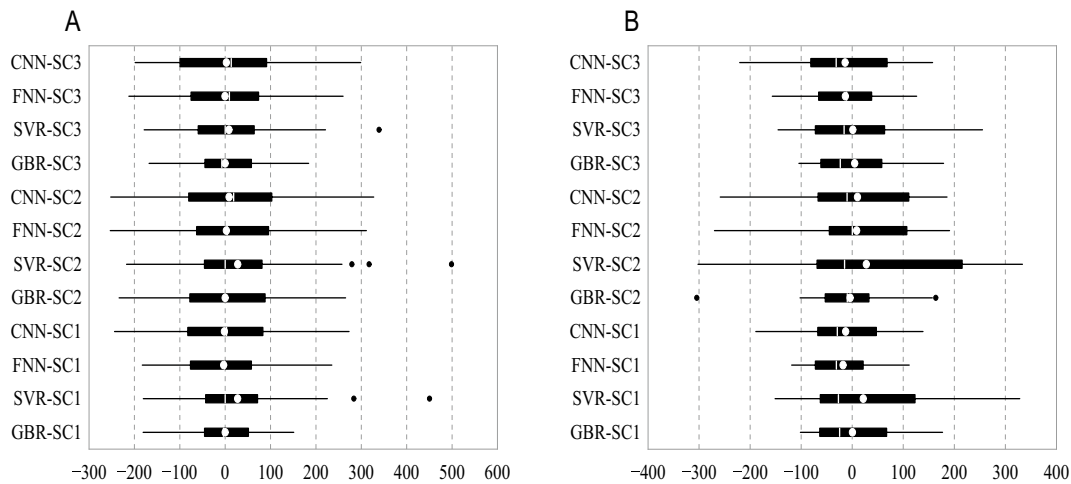 A
CNN-SC3
FNN-SC3
SVR-SC3
GBR-SC3
CNN-SC2
FNN-SC2
SVR-SC2
GBR-SC2
CNN-SC1
FNN-SC1
SVR-SC1
GBR-SC1
−300 −200 −100 0 100 200 300 400 500 600
B
CNN-SC3
FNN-SC3
SVR-SC3
GBR-SC3
CNN-SC2
FNN-SC2
SVR-SC2
GBR-SC2
CNN-SC1
FNN-SC1
SVR-SC1
GBR-SC1
−400 −200 −100 0 100 200 300 400